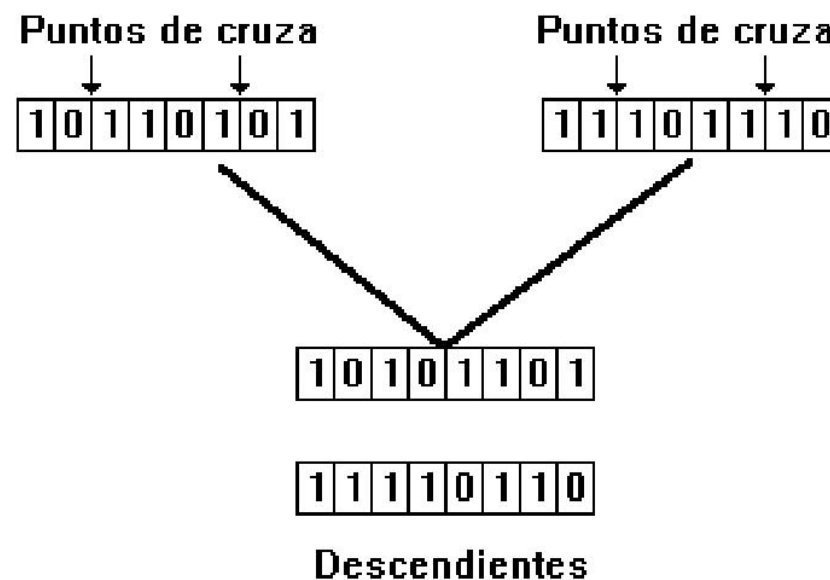 Puntos de cruza
Puntos de cruza
1 0 1 1 0 1 0 1
1 1 1 0 1 1 1 0
1 0 1 0 1 1 0 1
1 1 1 1 0 1 1 0
Descendientes